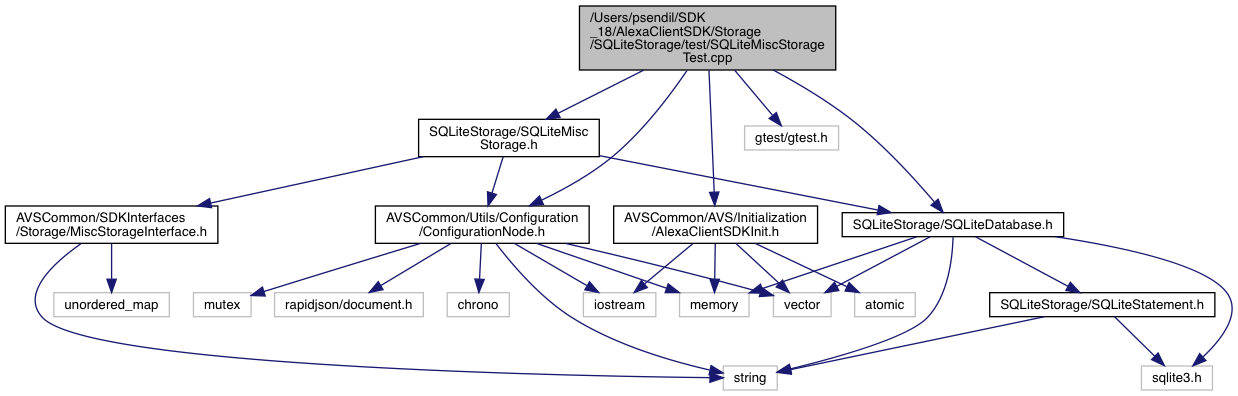 /Users/psendil/SDK
_18/AlexaClientSDK/Storage
/SQLiteStorage/test/SQLiteMiscStorage
Test.cpp
SQLiteStorage/SQLiteMisc
Storage.h
gtest/gtest.h
AVSCommon/SDKInterfaces
/Storage/MiscStorageInterface.h
AVSCommon/Utils/Configuration
/ConfigurationNode.h
AVSCommon/AVS/Initialization
/AlexaClientSDKInit.h
SQLiteStorage/SQLiteDatabase.h
unordered_map
mutex
rapidjson/document.h
chrono
iostream
memory
vector
atomic
SQLiteStorage/SQLiteStatement.h
string
sqlite3.h